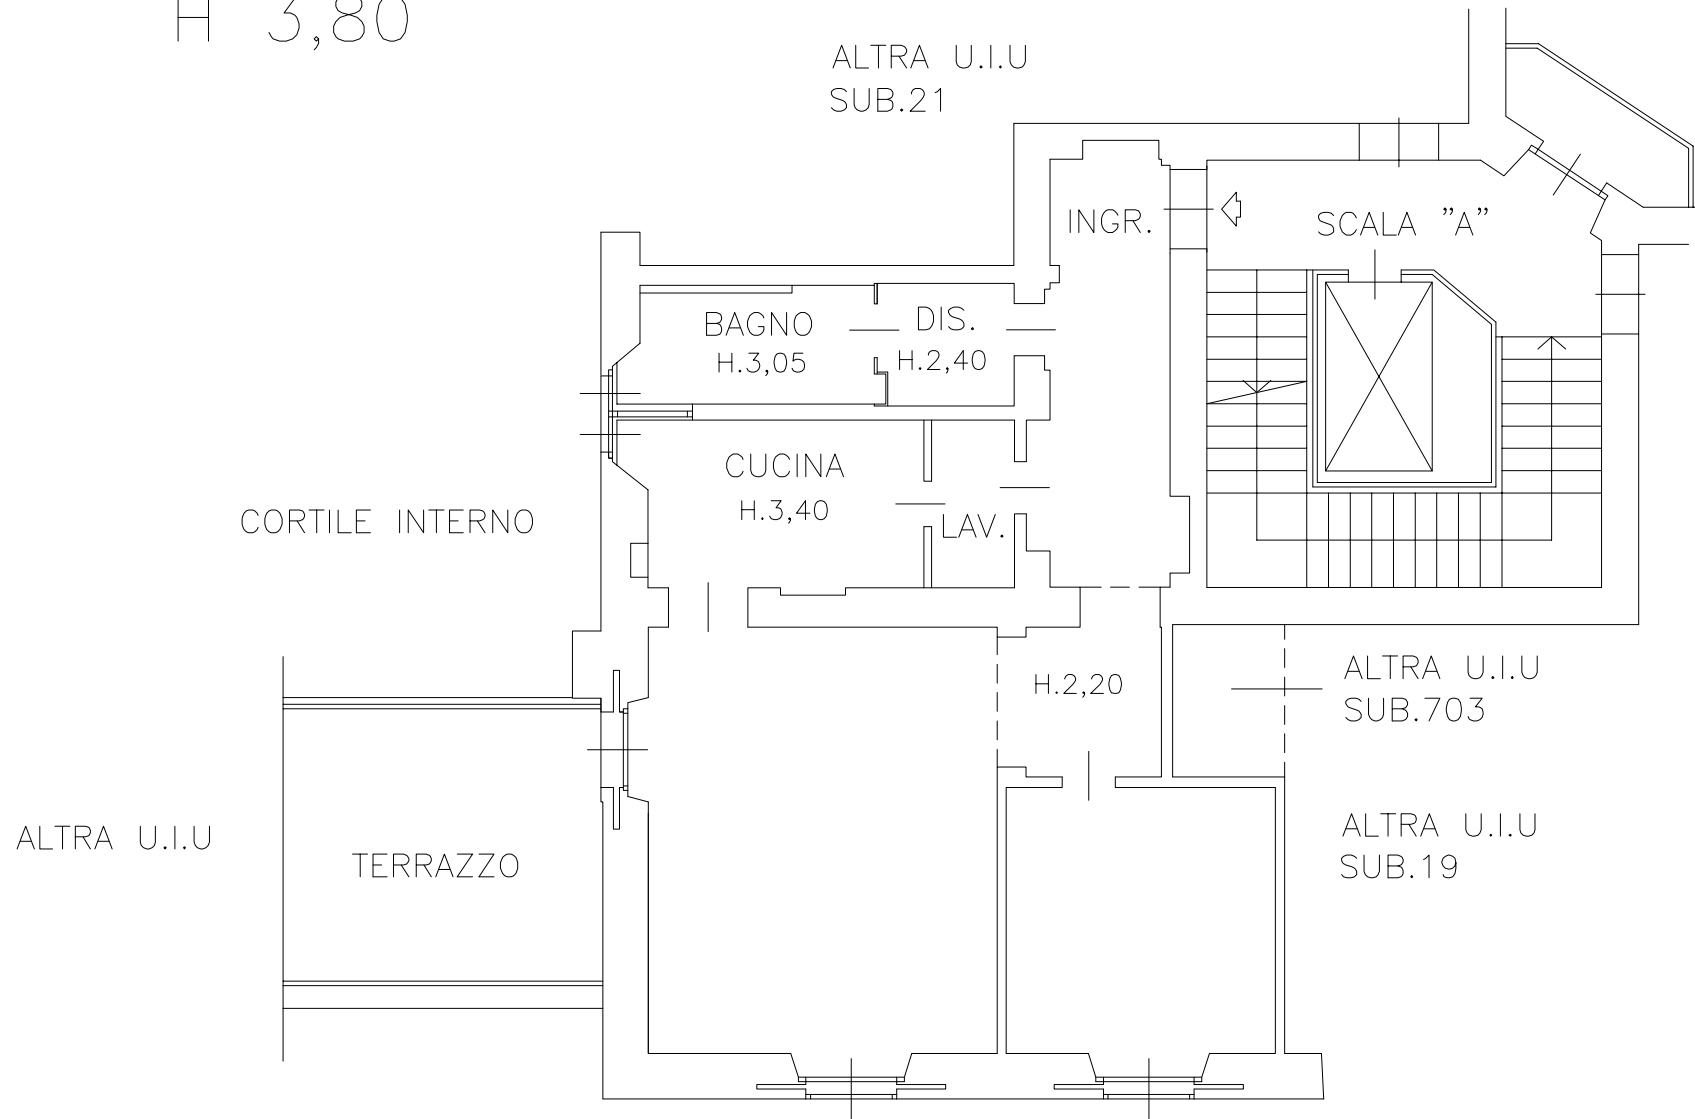 H 3,80
ALTRA U.I.U
SUB.21
INGR.
SCALA "A"
BAGNO
H.3,05
DIS.
H.2,40
CUCINA
H.3,40
LAV.
CORTILE INTERNO
H.2,20
ALTRA U.I.U
SUB.703
ALTRA U.I.U
TERRAZZO
ALTRA U.I.U
SUB.19